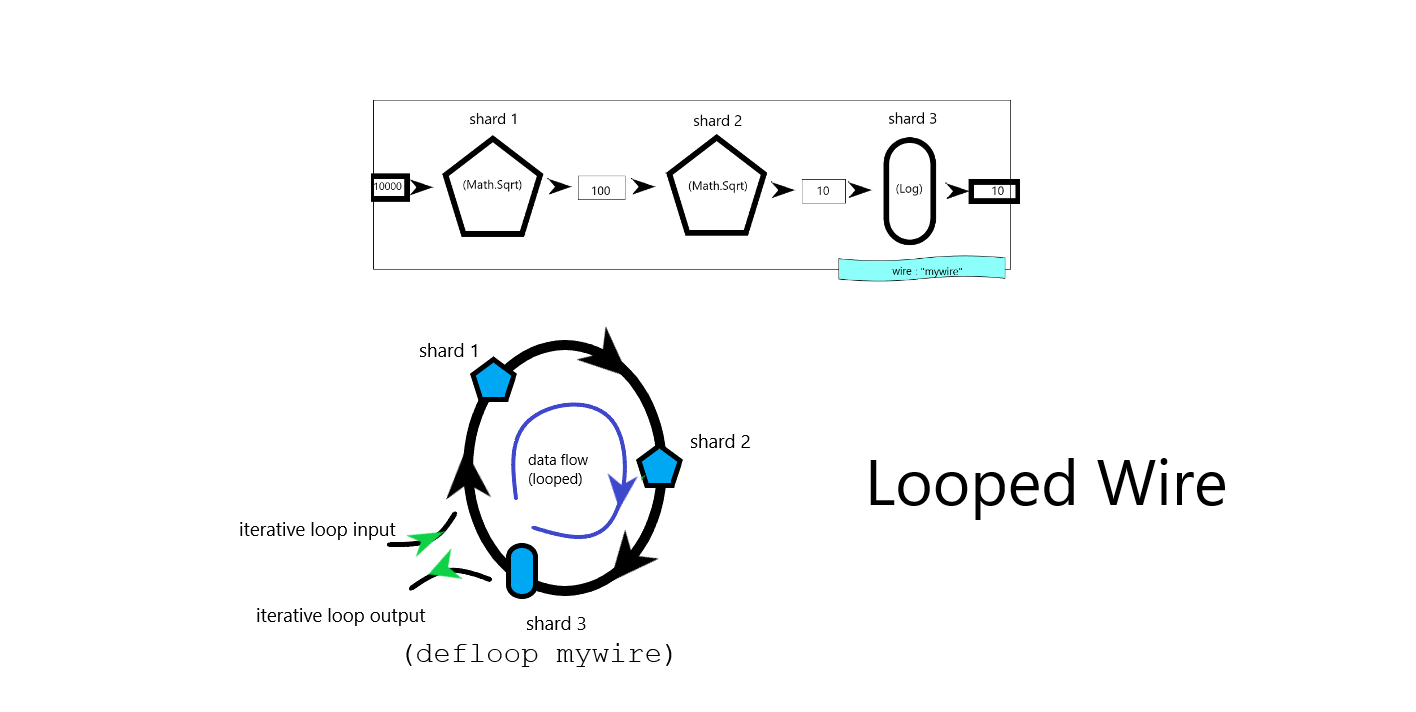 shard 1
shard 2
shard 3
10000
(Math.Sqrt)
100
(Math.Sqrt)
10
(Log)
10
wire : "mywire"
shard 1
shard 2
data flow
(looped)
Looped Wire
iterative loop input
iterative loop output
shard 3
(defloop mywire)